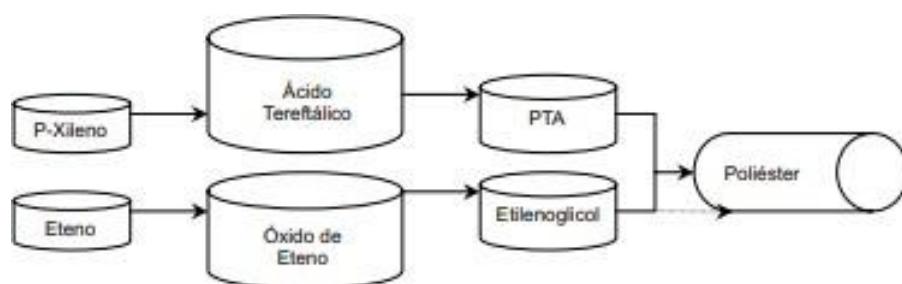 P-Xileno
Ácido
Tereftálico
PTA
Poliéster
Eteno
Óxido de
Eteno
Etilenoglicol